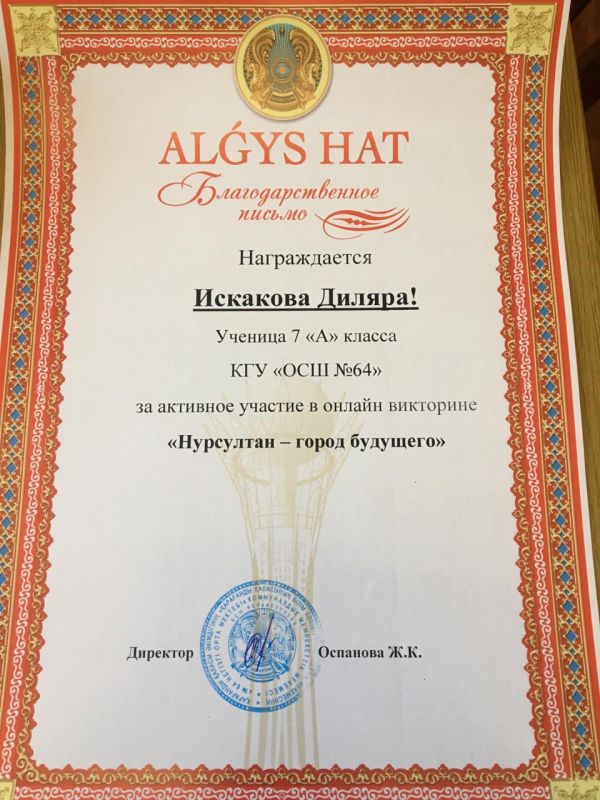 ALǴYS HAT
Благодарственное
письмо
Награждается
Искакова Диляра!
Ученица 7 «А» класса
КГУ «ОСШ №64»
за активное участие в онлайн викторине
«Нурсултан – город будущего»
Директор
Оспанова Ж.К.